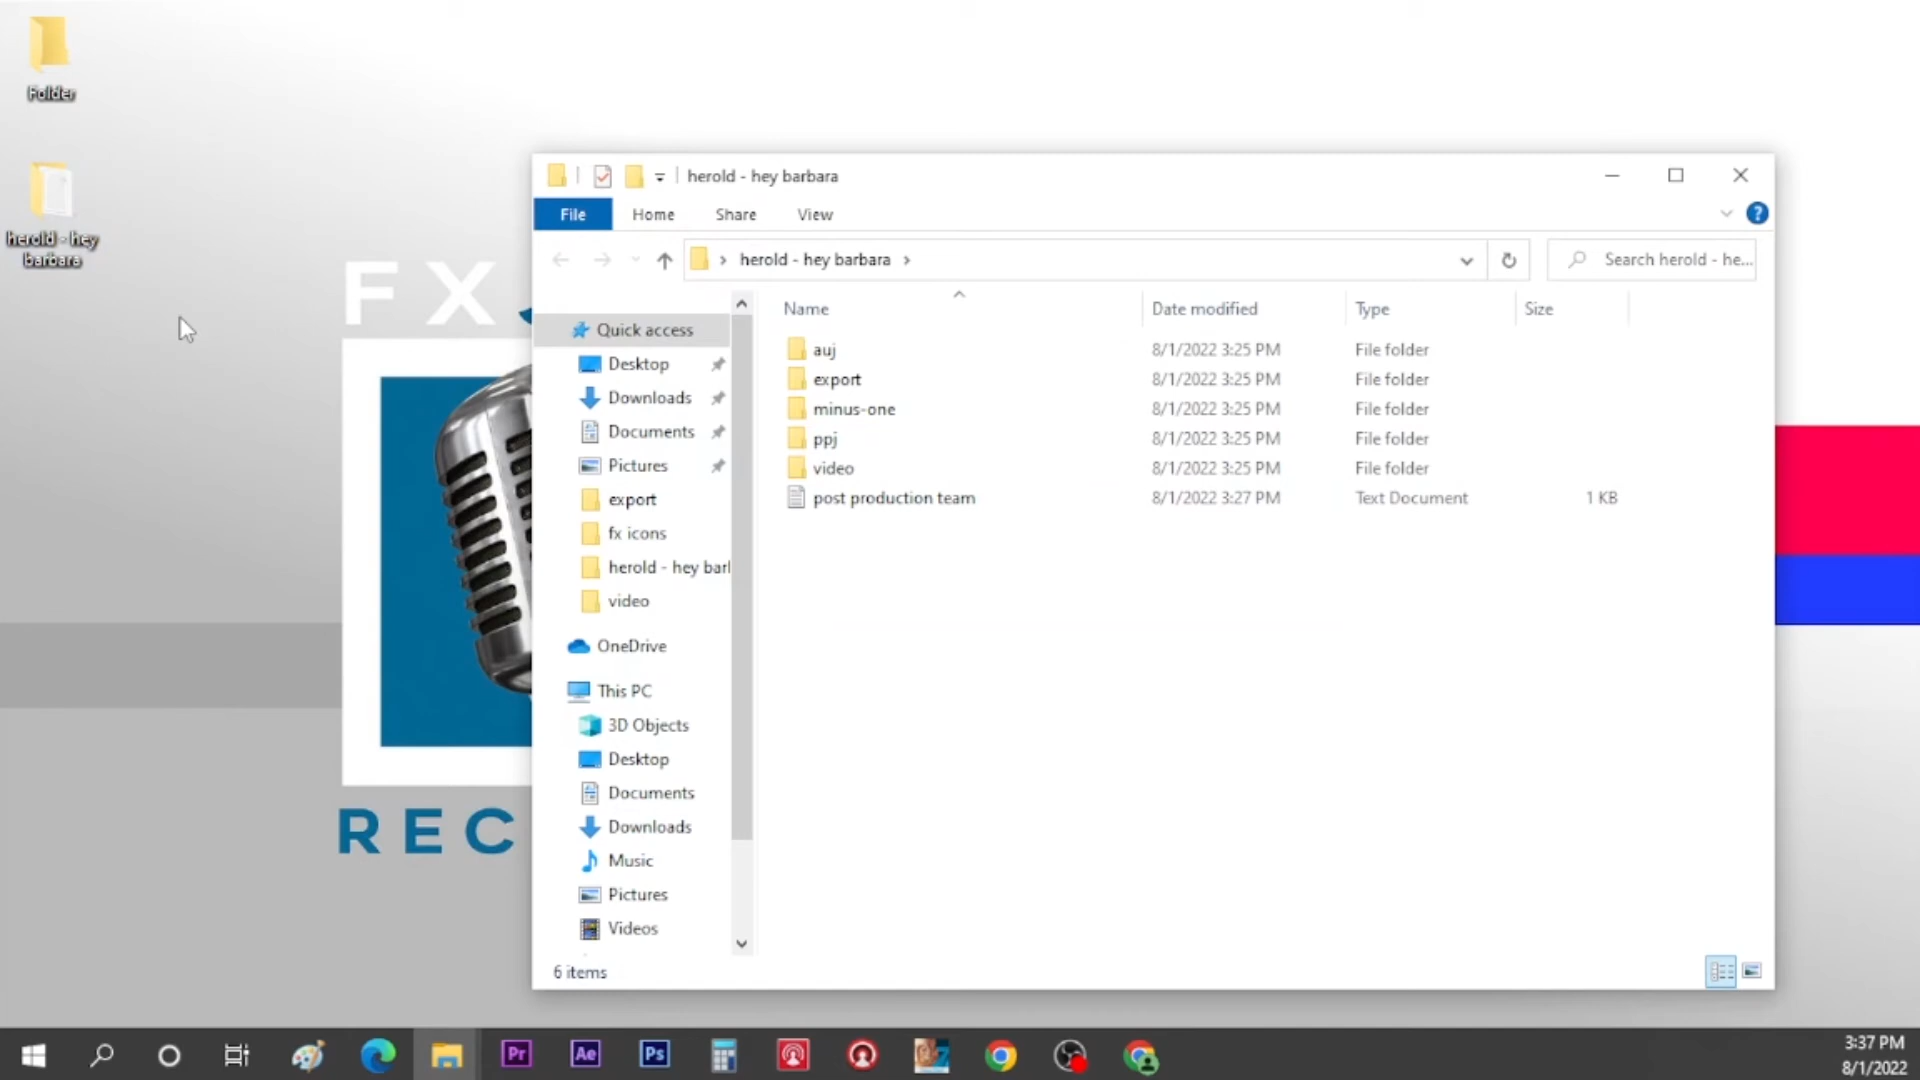 Folder
herold - hey
barbara
FX
REC
herold - hey barbara
File Home Share View
herold - hey barbara
Search herold - he...
Name Date modified Type Size
Quick access
Desktop
Downloads
Documents
Pictures
export
fx icons
herold - hey barl
video
OneDrive
This PC
3D Objects
Desktop
Documents
Downloads
Music
Pictures
Videos
auj 8/1/2022 3:25 PM File folder
export 8/1/2022 3:25 PM File folder
minus-one 8/1/2022 3:25 PM File folder
ppj 8/1/2022 3:25 PM File folder
video 8/1/2022 3:25 PM File folder
post production team 8/1/2022 3:27 PM Text Document 1 KB
6 items
Pr Ae Ps
3:37 PM
8/1/2022